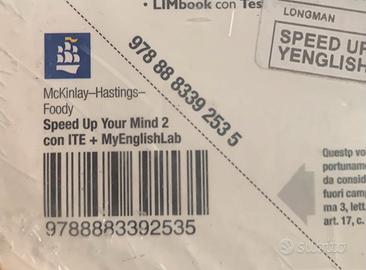 • LIMbook con Tes
LONGMAN
SPEED UP
YENGLISH
978 88 8339 253 5
McKinlay–Hastings–
Foody
Speed Up Your Mind 2
con ITE + MyEnglishLab
9788883392535
Questo vo
portuname
da consid
fuori camp
ma 3, lett.
art. 17, c.
subito